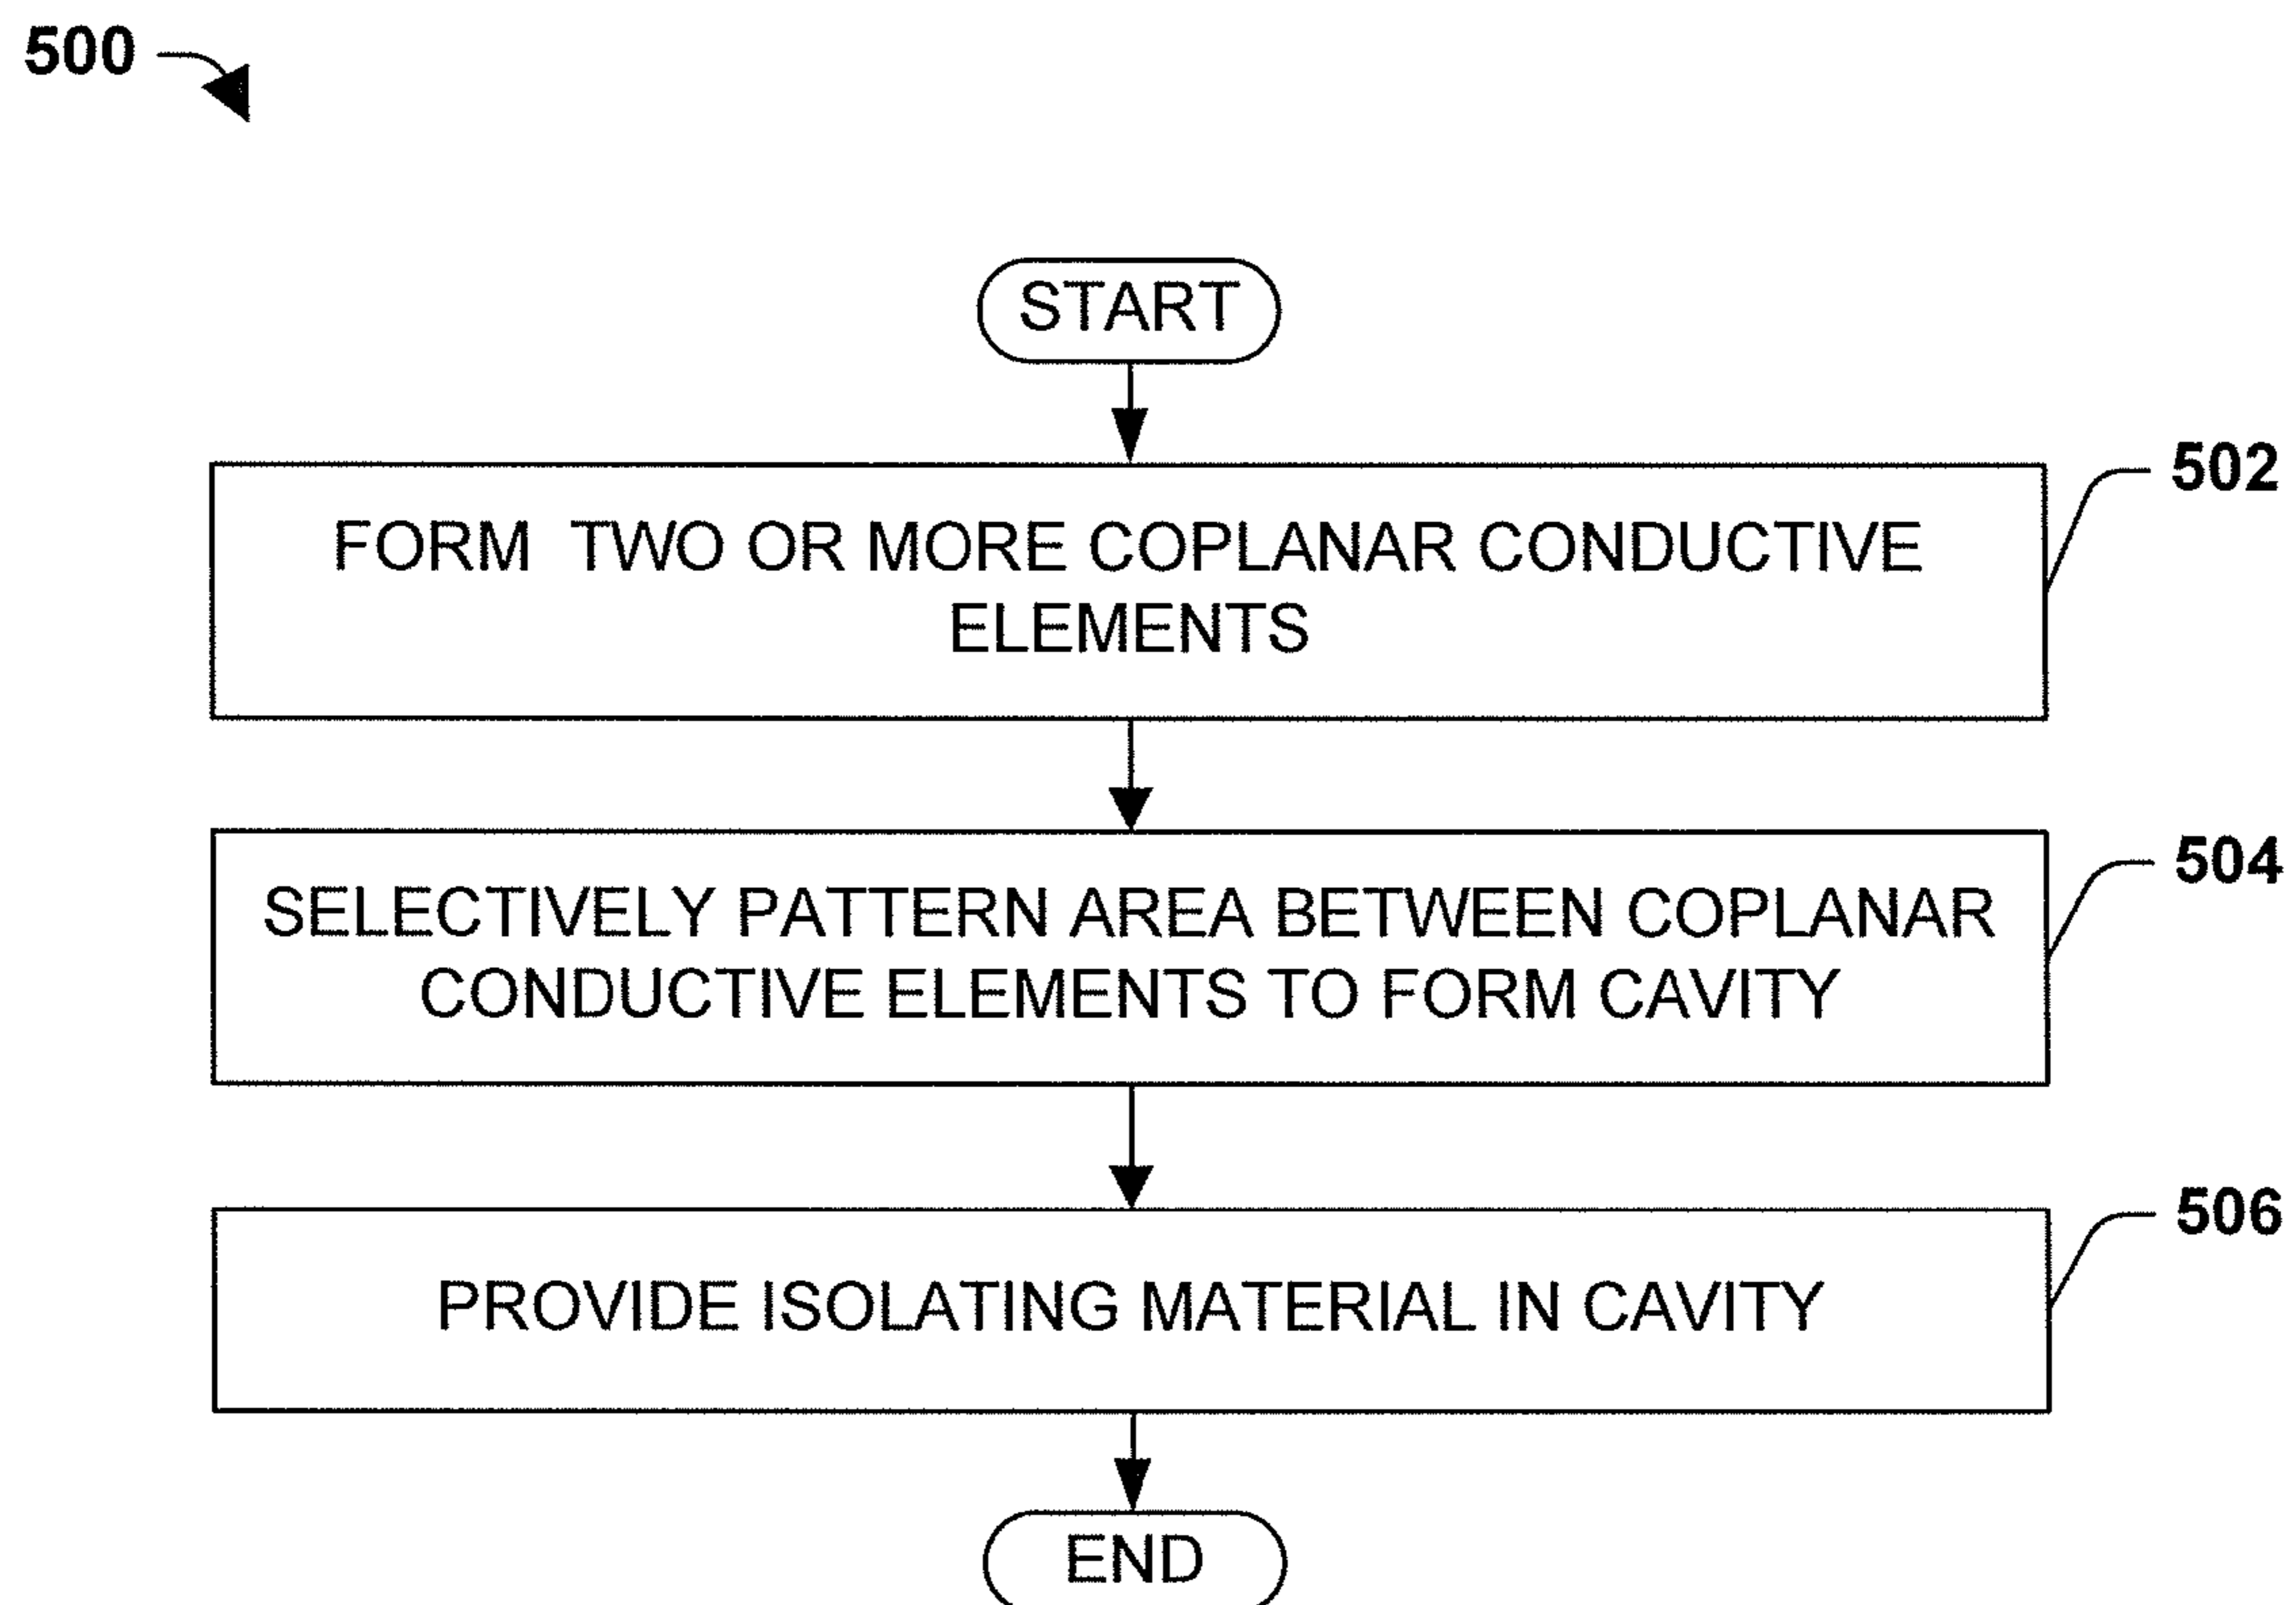 500
START
502
FORM TWO OR MORE COPLANAR CONDUCTIVE
ELEMENTS
504
SELECTIVELY PATTERN AREA BETWEEN COPLANAR
CONDUCTIVE ELEMENTS TO FORM CAVITY
506
PROVIDE ISOLATING MATERIAL IN CAVITY
END